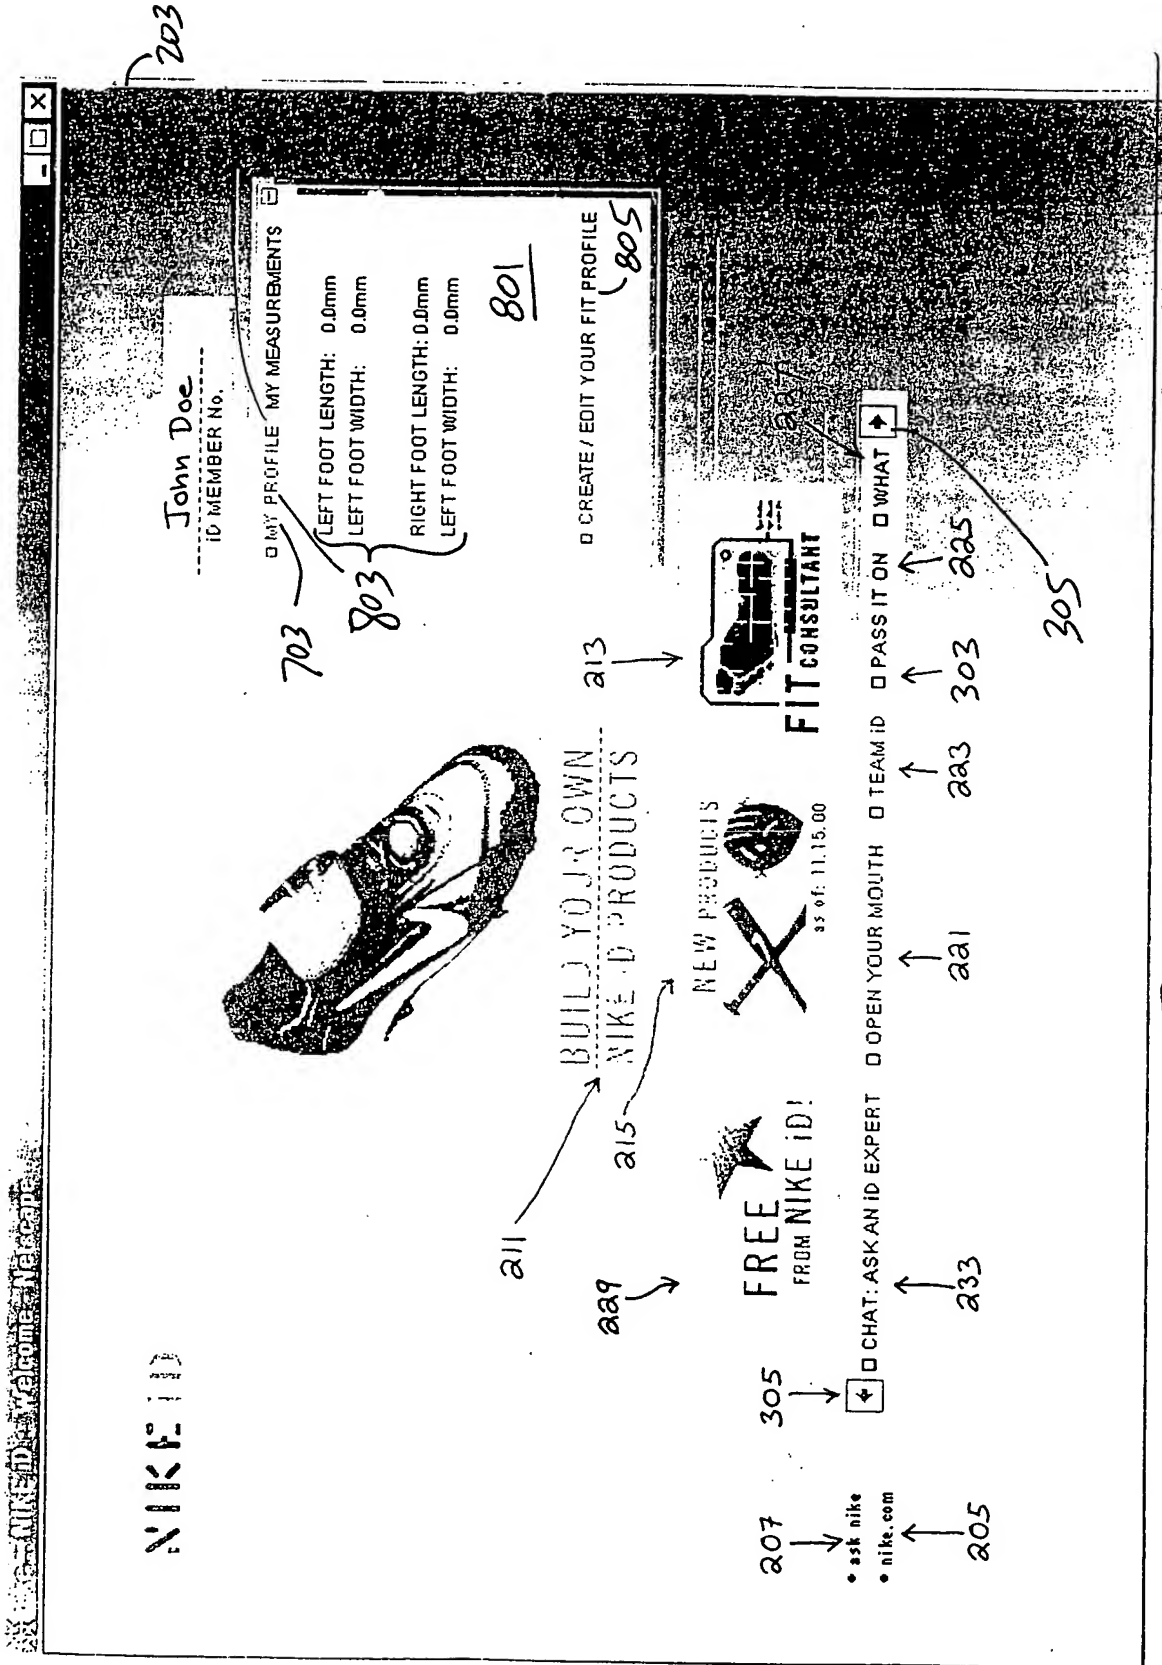 NIKE iD - Welcome - Netscape
203
NIKE iD
John Doe
iD MEMBER No.
703
MY PROFILE MY MEASUREMENTS
LEFT FOOT LENGTH: 0.0mm
LEFT FOOT WIDTH: 0.0mm
803
RIGHT FOOT LENGTH: 0.0mm
LEFT FOOT WIDTH: 0.0mm
801
CREATE / EDIT YOUR FIT PROFILE
805
211
BUILD YOUR OWN
NIKE iD PRODUCTS
213
215
229
FREE
FROM NIKE iD!
NEW PRODUCTS
as of: 11.15.00
FIT CONSULTANT
227
305
207
ask nike
nike.com
205
CHAT: ASK AN iD EXPERT OPEN YOUR MOUTH TEAM iD PASS IT ON WHAT
233
221
223
303
225
305